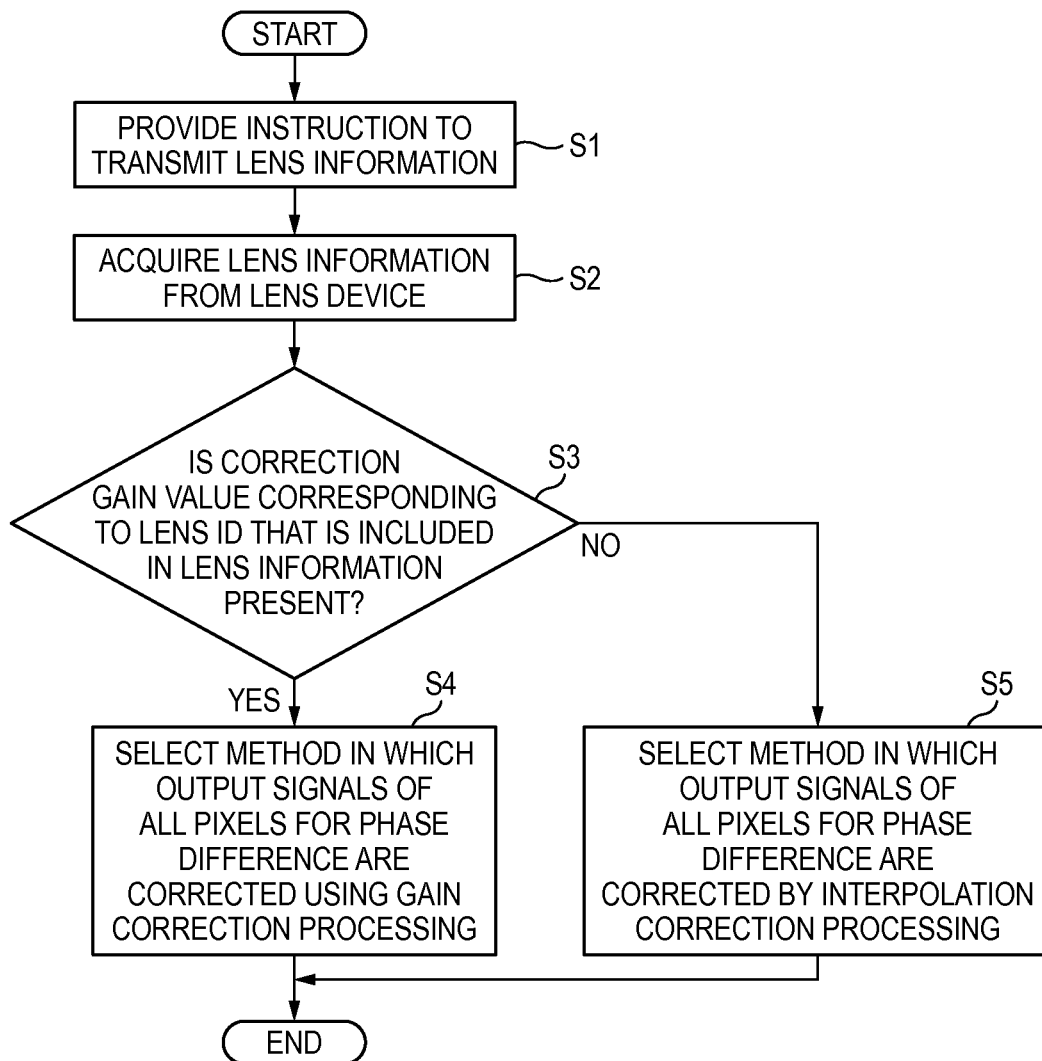 START
PROVIDE INSTRUCTION TO
TRANSMIT LENS INFORMATION
S1
ACQUIRE LENS INFORMATION
FROM LENS DEVICE
S2
IS CORRECTION
GAIN VALUE CORRESPONDING
TO LENS ID THAT IS INCLUDED
IN LENS INFORMATION
PRESENT?
S3
NO
YES
S4
SELECT METHOD IN WHICH
OUTPUT SIGNALS OF
ALL PIXELS FOR PHASE
DIFFERENCE ARE
CORRECTED USING GAIN
CORRECTION PROCESSING
S5
SELECT METHOD IN WHICH
OUTPUT SIGNALS OF
ALL PIXELS FOR PHASE
DIFFERENCE ARE
CORRECTED BY INTERPOLATION
CORRECTION PROCESSING
END